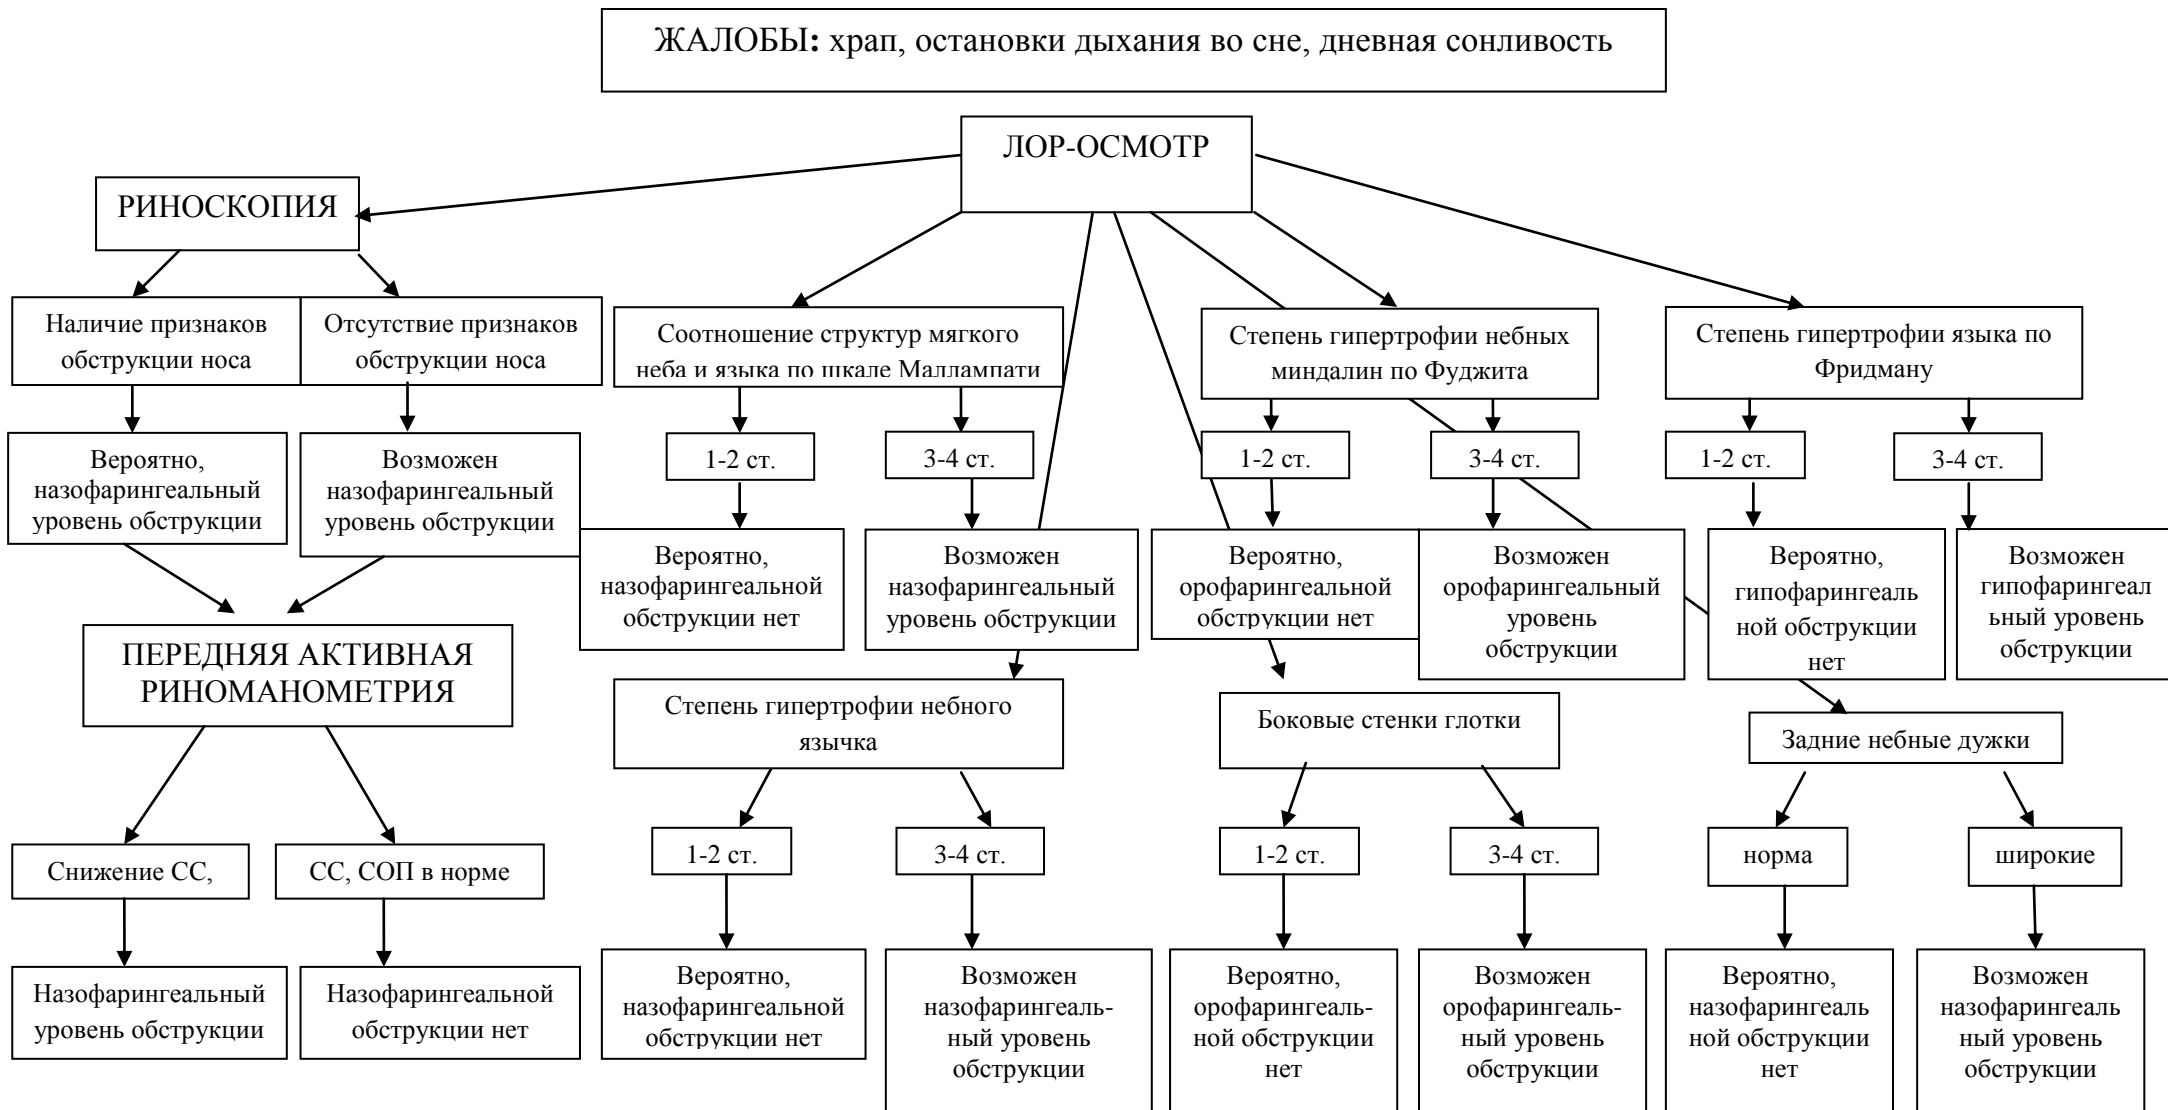 ЖАЛОБЫ: храп, остановки дыхания во сне, дневная сонливость
ЛОР-ОСМОТР
РИНОСКОПИЯ
Наличие признаков
обструкции носа
Отсутствие признаков
обструкции носа
Соотношение структур мягкого
неба и языка по шкале Маллампати
Степень гипертрофии небных
миндалин по Фуджита
Степень гипертрофии языка по
Фридману
Вероятно,
назофарингеальный
уровень обструкции
Возможен
назофарингеальный
уровень обструкции
1-2 ст.
3-4 ст.
1-2 ст.
3-4 ст.
1-2 ст.
3-4 ст.
Вероятно,
назофарингеальной
обструкции нет
Возможен
назофарингеальный
уровень обструкции
Вероятно,
орофарингеальной
обструкции нет
Возможен
орофарингеальный
уровень
обструкции
Вероятно,
гипофарингеаль
ной обструкции
нет
Возможен
гипофарингеал
ьный уровень
обструкции
ПЕРЕДНЯЯ АКТИВНАЯ
РИНОМАНОМЕТРИЯ
Степень гипертрофии небного
язычка
Боковые стенки глотки
Задние небные дужки
Снижение СС,
СС, СОП в норме
1-2 ст.
3-4 ст.
1-2 ст.
3-4 ст.
норма
широкие
Назофарингеальный
уровень обструкции
Назофарингеальной
обструкции нет
Вероятно,
назофарингеальной
обструкции нет
Возможен
назофарингеаль-
ный уровень
обструкции
Вероятно,
орофарингеаль-
ной обструкции
нет
Возможен
орофарингеаль-
ный уровень
обструкции
Вероятно,
назофарингеаль
ной обструкции
нет
Возможен
назофарингеаль
ный уровень
обструкции